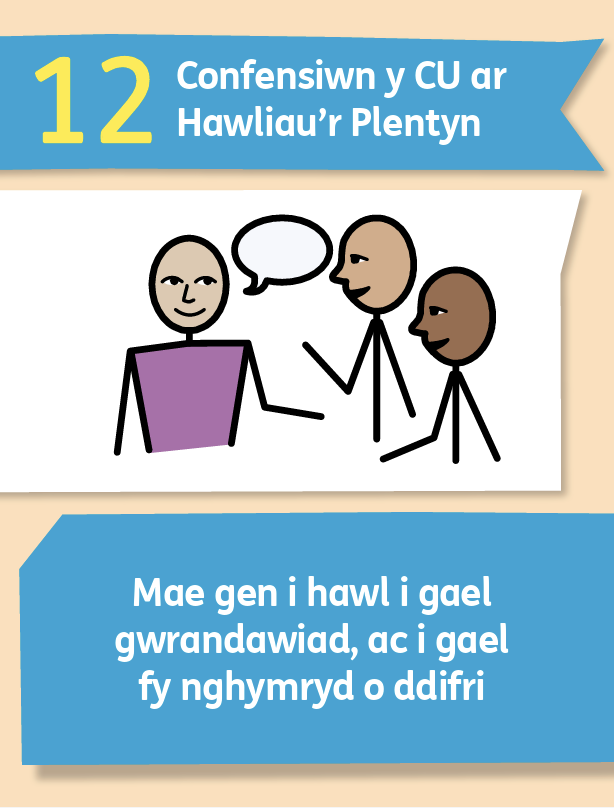 12
Confensiwn y CU ar
Hawliau’r Plentyn
Mae gen i hawl i gael
gwrandawiad, ac i gael
fy nghymryd o ddifri